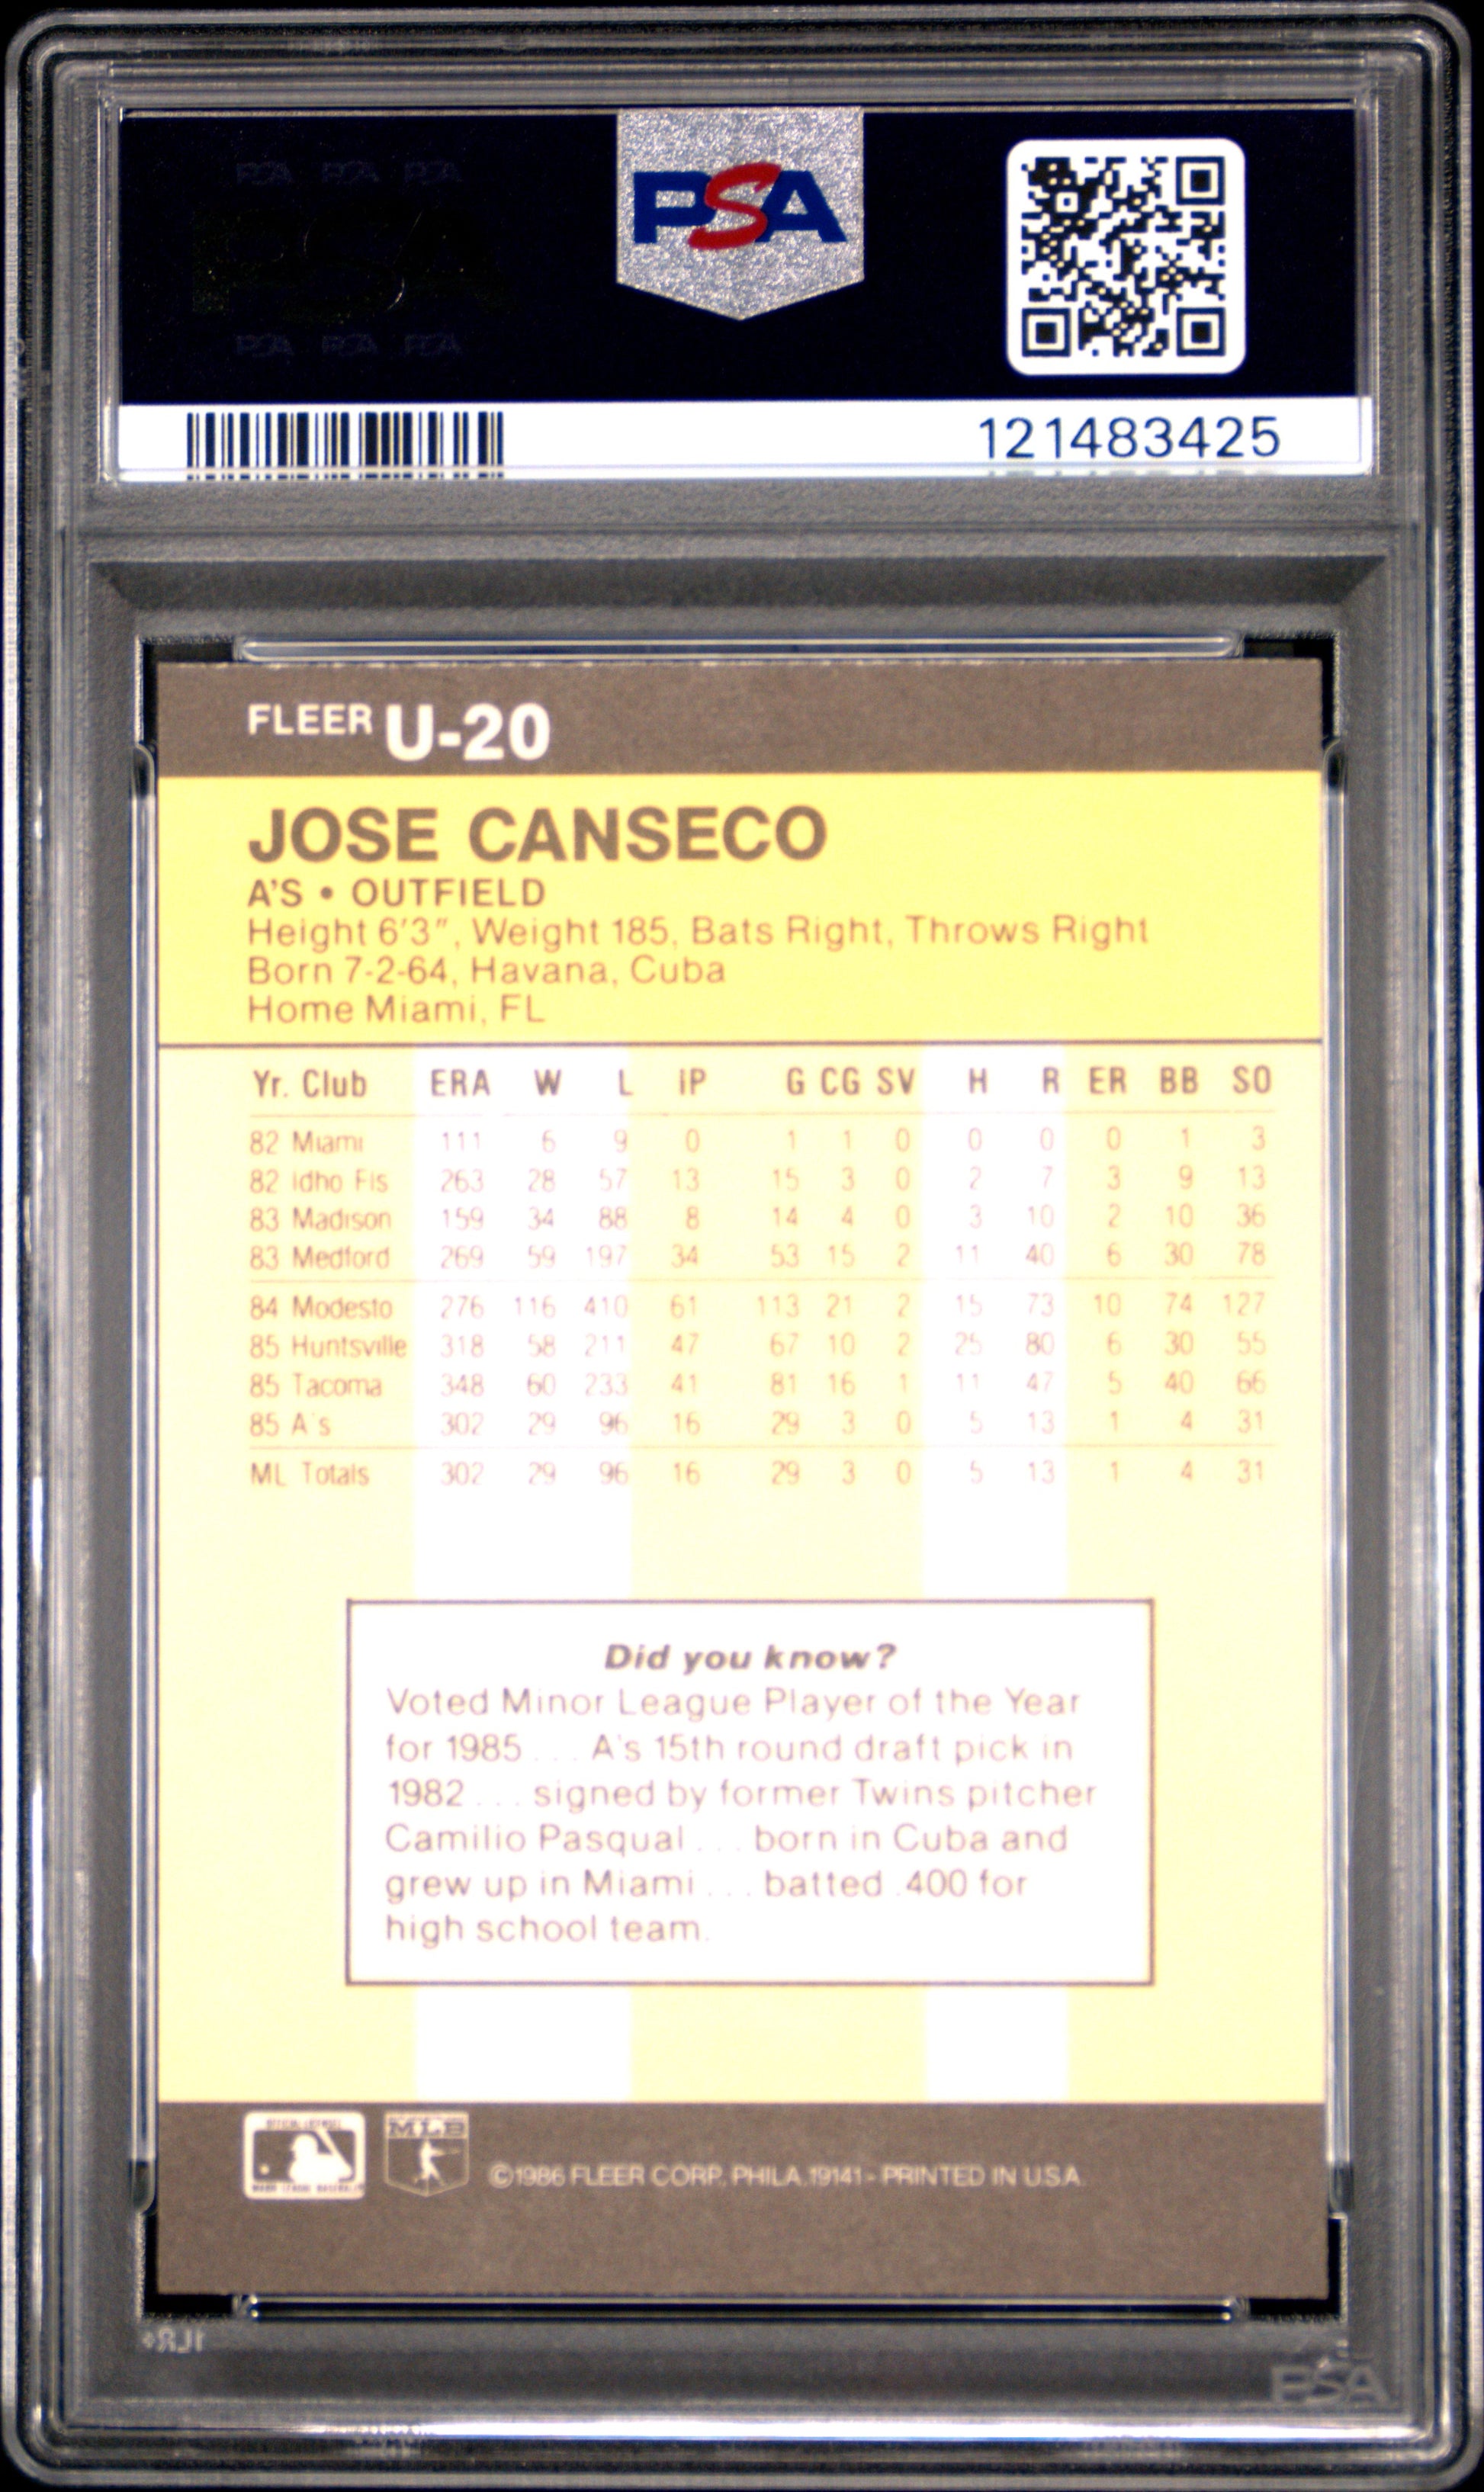 PSA PSA PSA
PSA
PSA PSA PSA
PSA
121483425
FLEER U-20
JOSE CANSECO
A'S • OUTFIELD
Height 6'3", Weight 185, Bats Right, Throws Right
Born 7-2-64, Havana, Cuba
Home Miami, FL
Yr. Club ERA W L IP G CG SV H R ER BB SO
82 Miami 111 6 9 0 1 1 0 0 0 0 1 3
82 Idho Fls 263 28 57 13 15 3 0 2 7 3 9 13
83 Madison 159 34 88 8 14 4 0 3 10 2 10 36
83 Medford 269 59 197 34 53 15 2 11 40 6 30 78
84 Modesto 276 116 410 61 113 21 2 15 73 10 74 127
85 Huntsville 318 58 211 47 67 10 2 25 80 6 30 55
85 Tacoma 348 60 233 41 81 16 1 11 47 5 40 66
85 A's 302 29 96 16 29 3 0 5 13 1 4 31
ML Totals 302 29 96 16 29 3 0 5 13 1 4 31
Did you know?
Voted Minor League Player of the Year
for 1985 . . . A's 15th round draft pick in
1982 . . . signed by former Twins pitcher
Camilio Pasqual . . . born in Cuba and
grew up in Miami . . . batted .400 for
high school team.
MLB
©1986 FLEER CORP., PHILA. 19141 - PRINTED IN U.S.A.
PSA